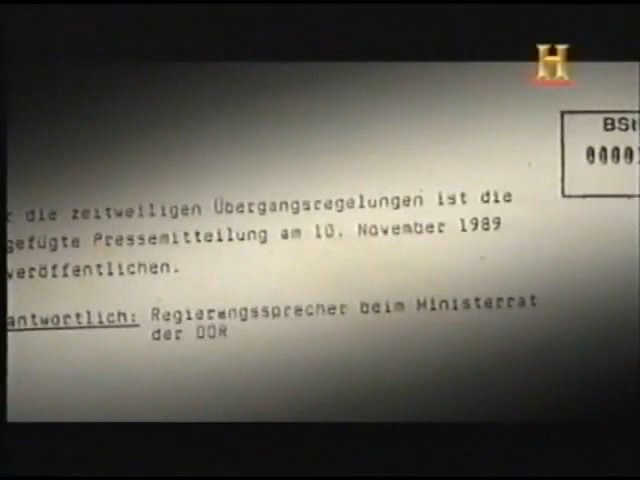 H
BSt
0000
r die zeitweiligen Übergangsregelungen ist die
gefügte Pressemitteilung am 10. November 1989
veröffentlichen.
antwortlich: Regierungssprecher beim Ministerrat
der DDR